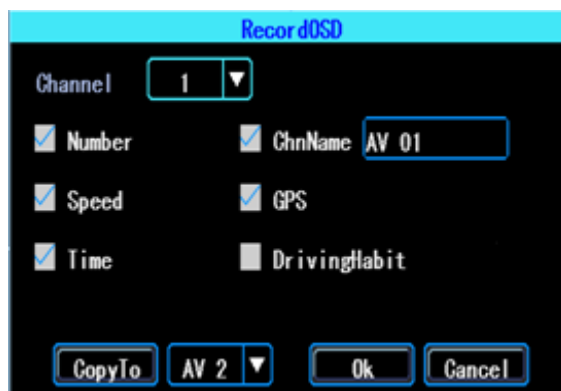 RecordOSD
Channel 1
Number ChnName AV 01
Speed GPS
Time DrivingHabit
CopyTo AV 2 Ok Cancel